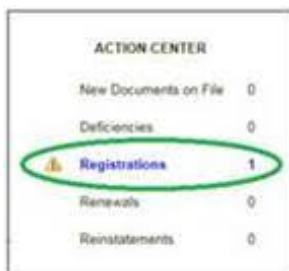 ACTION CENTER
New Documents on File 0
Deficiencies 0
Registrations 1
Renewals 0
Reinstatements 0